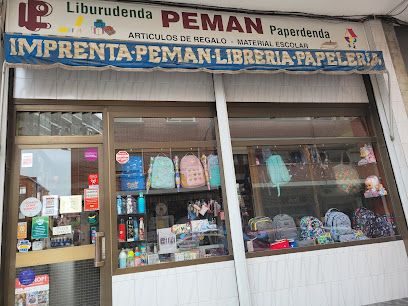 Liburudenda PEMAN Paperdenda
ARTICULOS DE REGALO - MATERIAL ESCOLAR
IMPRENTA·PEMAN·LIBRERIA·PAPELERIA